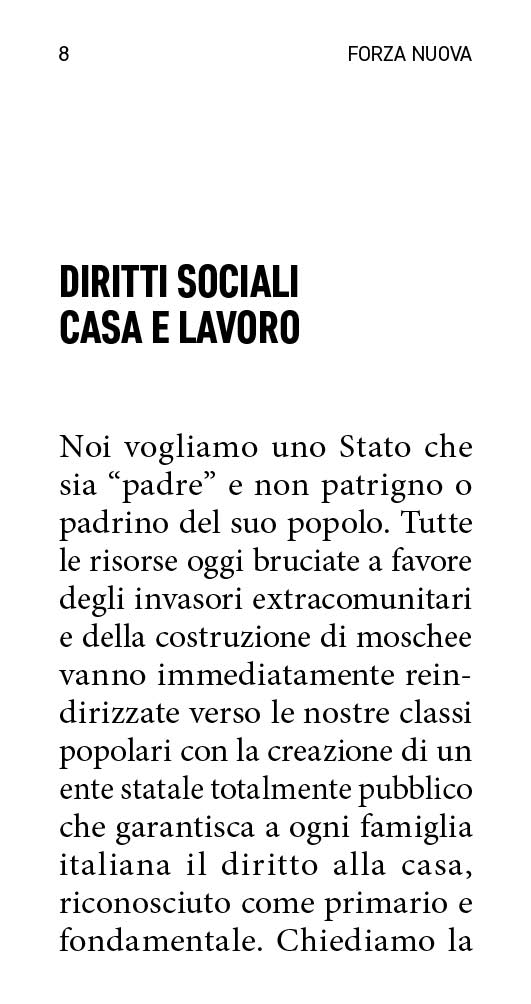 8 FORZA NUOVA
DIRITTI SOCIALI
CASA E LAVORO
Noi vogliamo uno Stato che
sia “padre” e non patrigno o
padrino del suo popolo. Tutte
le risorse oggi bruciate a favore
degli invasori extracomunitari
e della costruzione di moschee
vanno immediatamente rein-
dirizzate verso le nostre classi
popolari con la creazione di un
ente statale totalmente pubblico
che garantisca a ogni famiglia
italiana il diritto alla casa,
riconosciuto come primario e
fondamentale. Chiediamo la